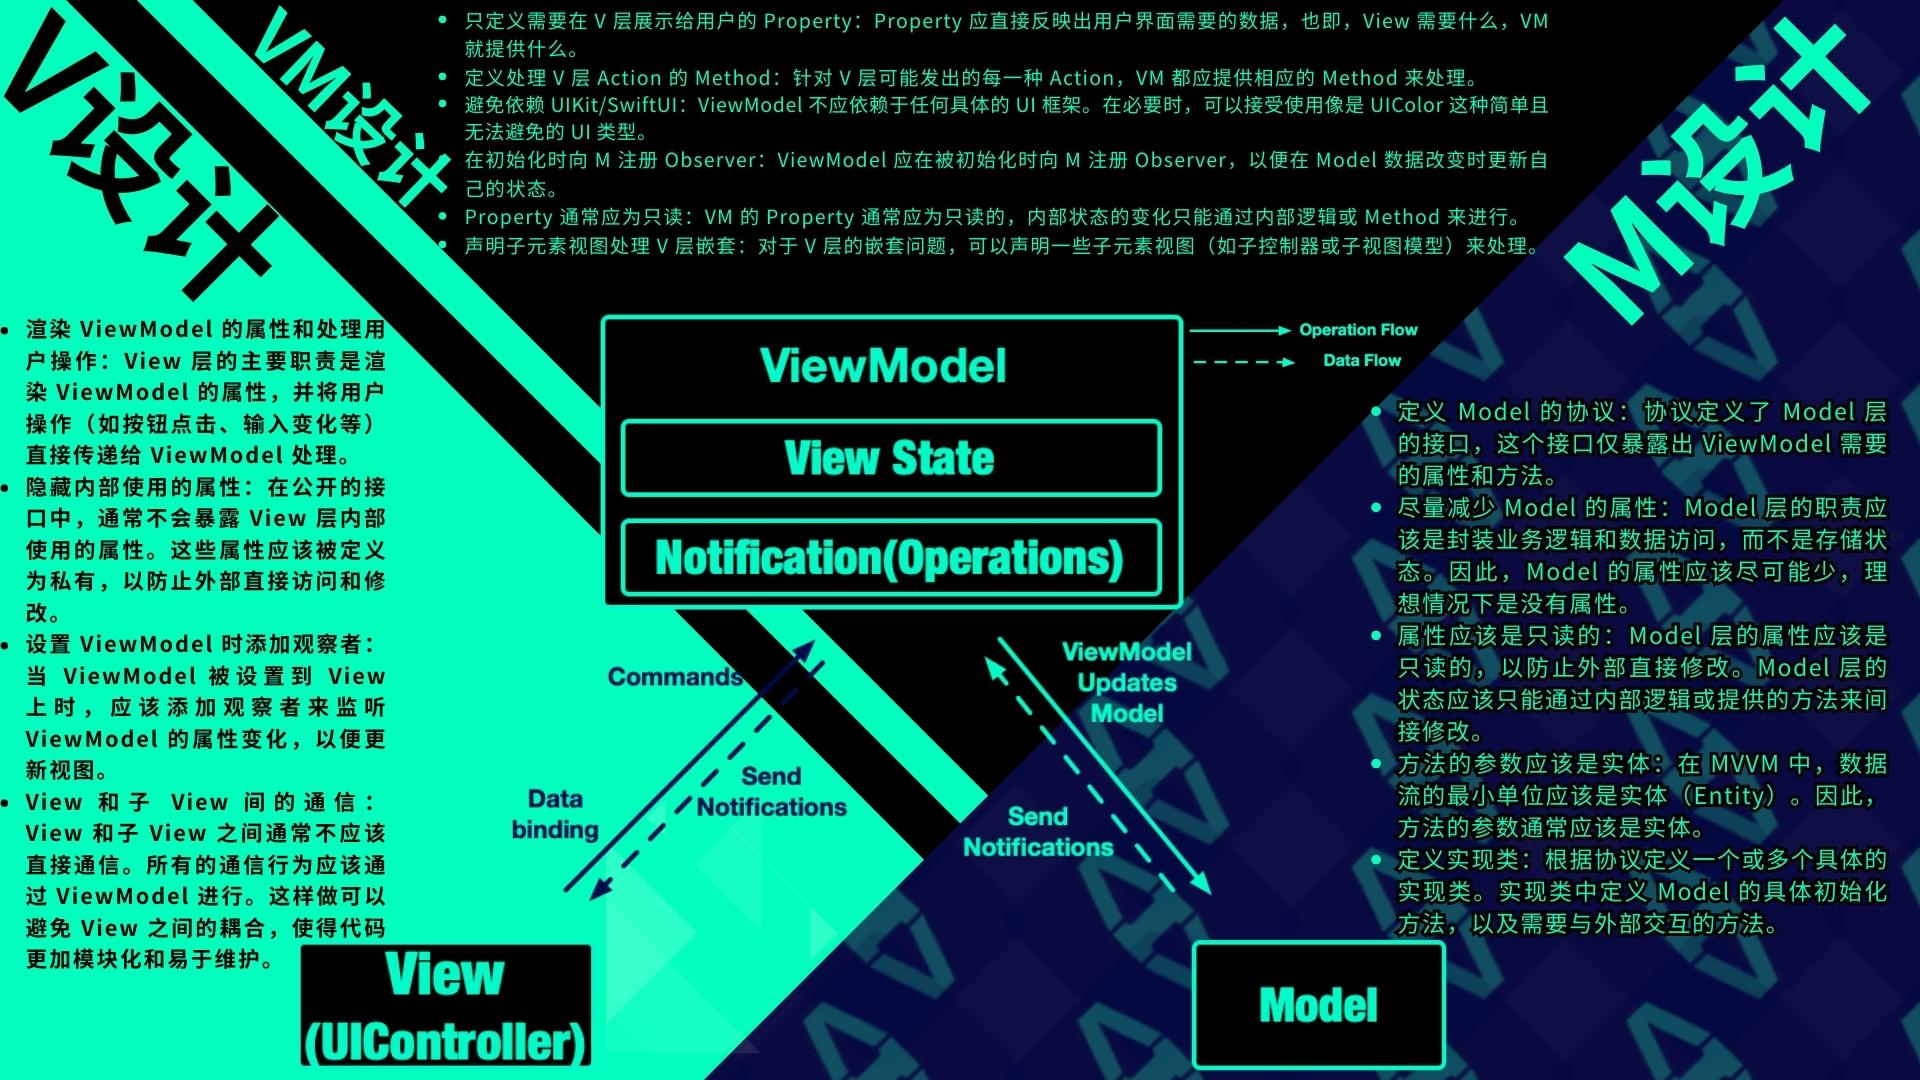 V设计
VM设计
• 只定义需要在 V 层展示给用户的 Property：Property 应直接反映出用户界面需要的数据，也即，View 需要什么，VM
就提供什么。
• 定义处理 V 层 Action 的 Method：针对 V 层可能发出的每一种 Action，VM 都应提供相应的 Method 来处理。
• 避免依赖 UIKit/SwiftUI：ViewModel 不应依赖于任何具体的 UI 框架。在必要时，可以接受使用像是 UIColor 这种简单且
无法避免的 UI 类型。
• 在初始化时向 M 注册 Observer：ViewModel 应在被初始化时向 M 注册 Observer，以便在 Model 数据改变时更新自
己的状态。
• Property 通常应为只读：VM 的 Property 通常应为只读的，内部状态的变化只能通过内部逻辑或 Method 来进行。
• 声明子元素视图处理 V 层嵌套：对于 V 层的嵌套问题，可以声明一些子元素视图（如子控制器或子视图模型）来处理。
M设计
• 渲染 ViewModel 的属性和处理用
户操作：View 层的主要职责是渲
染 ViewModel 的属性，并将用户
操作（如按钮点击、输入变化等）
直接传递给 ViewModel 处理。
• 隐藏内部使用的属性：在公开的接
口中，通常不会暴露 View 层内部
使用的属性。这些属性应该被定义
为私有，以防止外部直接访问和修
改。
• 设置 ViewModel 时添加观察者：
当 ViewModel 被设置到 View
上时，应该添加观察者来监听
ViewModel 的属性变化，以便更
新视图。
• View 和子 View 间的通信：
View 和子 View 之间通常不应该
直接通信。所有的通信行为应该通
过 ViewModel 进行。这样做可以
避免 View 之间的耦合，使得代码
更加模块化和易于维护。
ViewModel
View State
Notification(Operations)
Operation Flow
Data Flow
Commands
Data
binding
Send
Notifications
ViewModel
Updates
Model
Send
Notifications
View
(UIController)
Model
• 定义 Model 的协议：协议定义了 Model 层
的接口，这个接口仅暴露出 ViewModel 需要
的属性和方法。
• 尽量减少 Model 的属性：Model 层的职责应
该是封装业务逻辑和数据访问，而不是存储状
态。因此，Model 的属性应该尽可能少，理
想情况下是没有属性。
• 属性应该是只读的：Model 层的属性应该是
只读的，以防止外部直接修改。Model 层的
状态应该只能通过内部逻辑或提供的方法来间
接修改。
• 方法的参数应该是实体：在 MVVM 中，数据
流的最小单位应该是实体（Entity）。因此，
方法的参数通常应该是实体。
• 定义实现类：根据协议定义一个或多个具体的
实现类。实现类中定义 Model 的具体初始化
方法，以及需要与外部交互的方法。